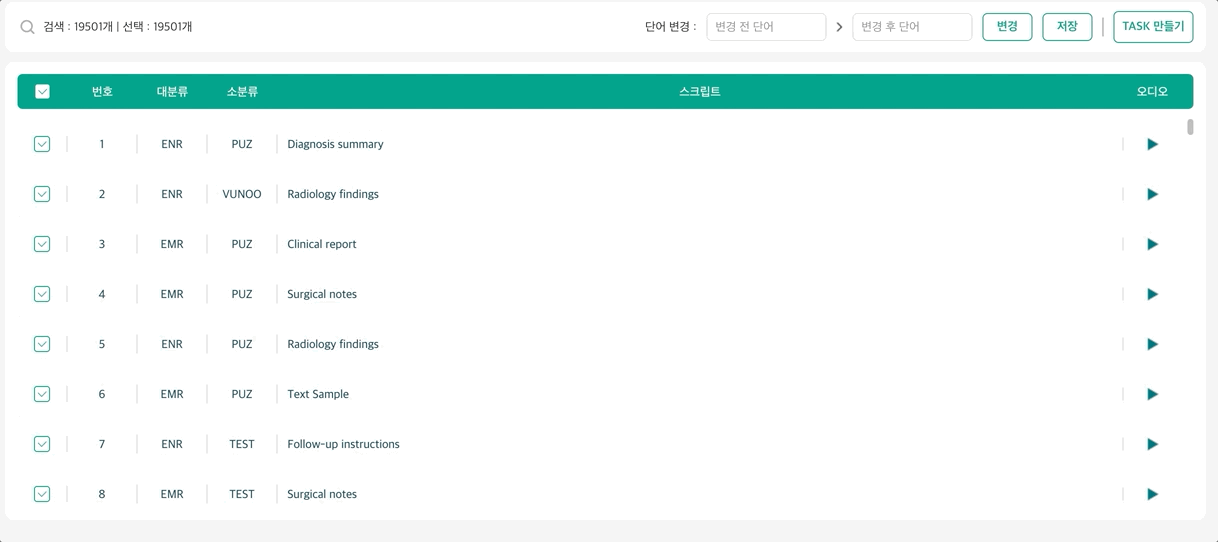 검색 : 19501개 | 선택 : 19501개 단어 변경 : 변경 전 단어 > 변경 후 단어 변경 저장 TASK 만들기
번호 대분류 소분류 스크립트 오디오
1 ENR PUZ Diagnosis summary
2 ENR VUNOO Radiology findings
3 EMR PUZ Clinical report
4 EMR PUZ Surgical notes
5 ENR PUZ Radiology findings
6 EMR PUZ Text Sample
7 ENR TEST Follow-up instructions
8 EMR TEST Surgical notes